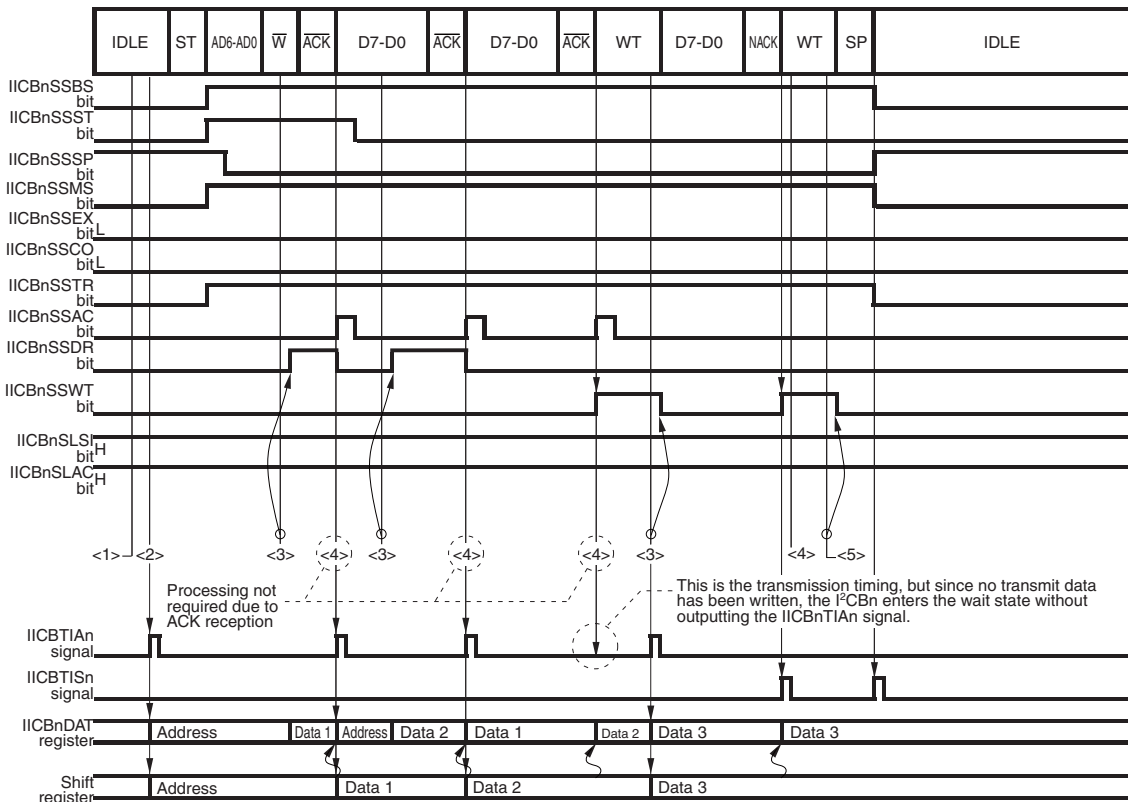 IDLE ST AD6-AD0 W ACK D7-D0 ACK D7-D0 ACK WT D7-D0 NACK WT SP IDLE
IICBnSSBS
bit
IICBnSSST
bit
IICBnSSSP
bit
IICBnSSMS
bit
IICBnSSEX
bit L
IICBnSSCO
bit L
IICBnSSTR
bit
IICBnSSAC
bit
IICBnSSDR
bit
IICBnSSWT
bit
IICBnSLSI
bit H
IICBnSLAC
bit H
<1> <2> <3> <4> <3> <4> <4> <3> <4> <5>
Processing not
required due to
ACK reception
This is the transmission timing, but since no transmit data
has been written, the I²CBn enters the wait state without
outputting the IICBnTIAn signal.
IICBTIAn
signal
IICBTISn
signal
IICBnDAT
register
Address Data 1 Address Data 2 Data 1 Data 2 Data 3 Data 3
Shift
register
Address Data 1 Data 2 Data 3